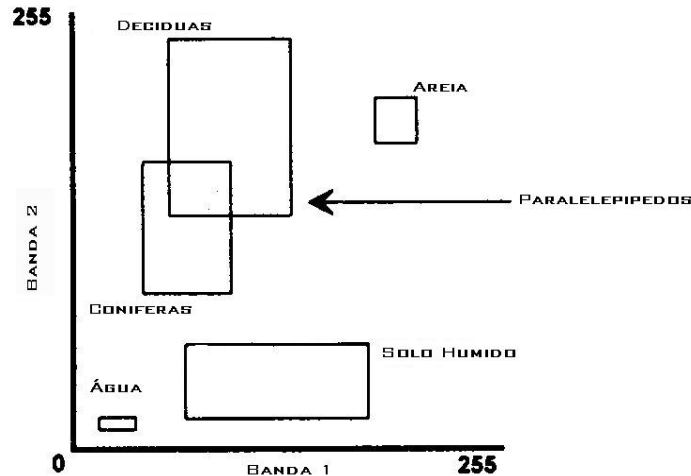 255
DECIDUAS
AREIA
PARALELEPIPEDOS
BANDA 2
CONIFERAS
SOLO HUMIDO
ÁGUA
0
BANDA 1
255